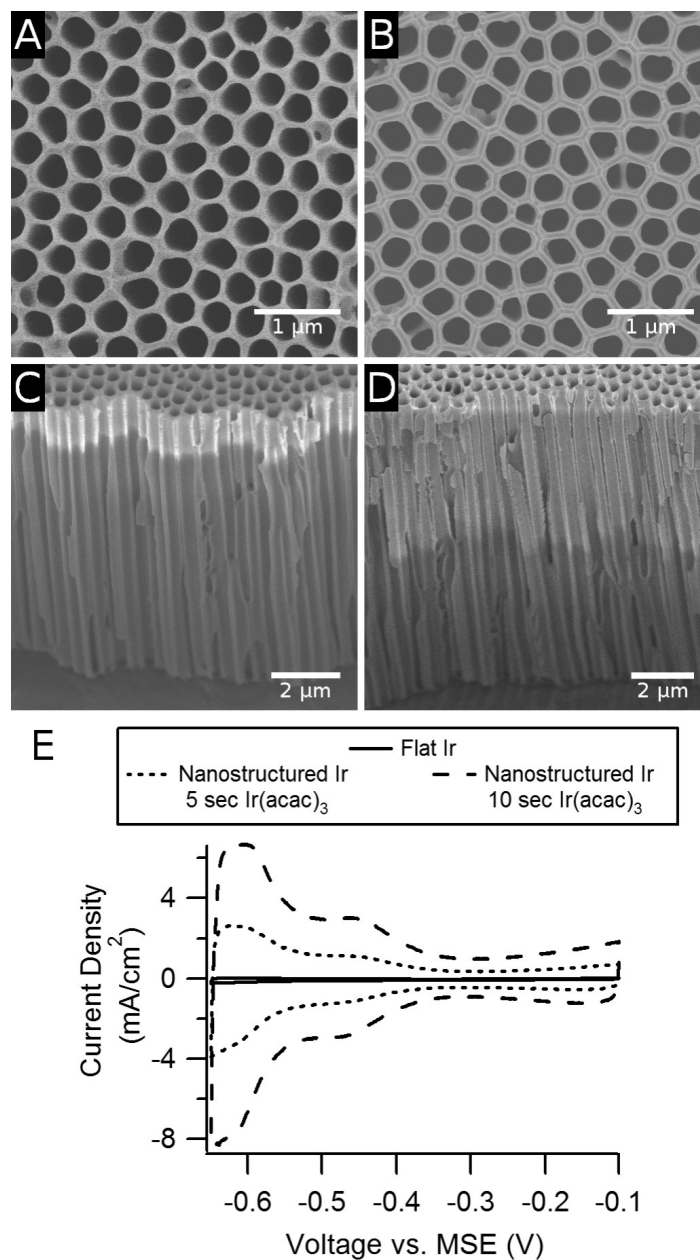 A
B
1 μm
1 μm
C
D
2 μm
2 μm
E
Flat Ir
Nanostructured Ir
5 sec Ir(acac)₃
Nanostructured Ir
10 sec Ir(acac)₃
Current Density
(mA/cm²)
4
0
-4
-8
-0.6 -0.5 -0.4 -0.3 -0.2 -0.1
Voltage vs. MSE (V)